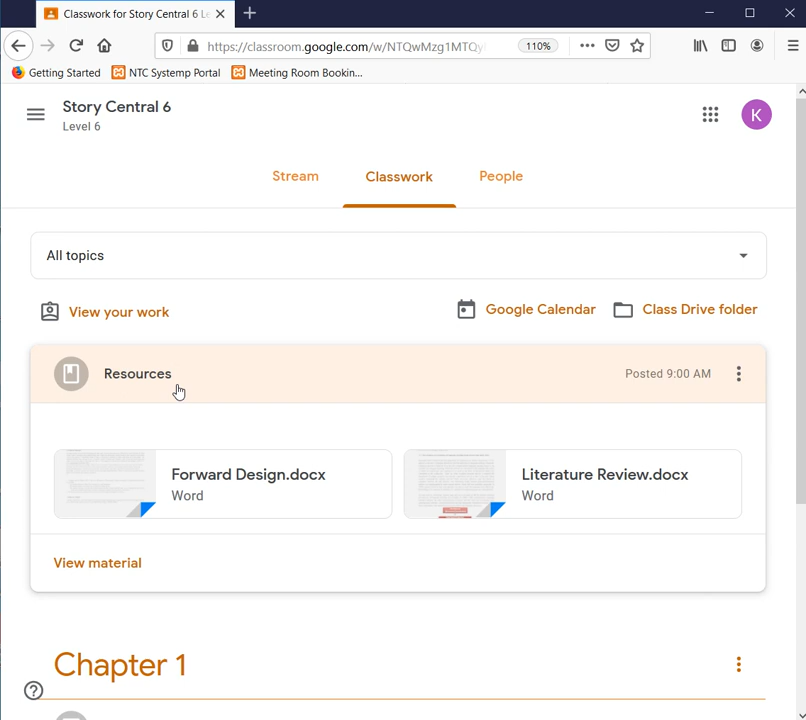 Classwork for Story Central 6 Le
https://classroom.google.com/w/NTQwMzg1MTQy
110%
Getting Started
NTC Systemp Portal
Meeting Room Bookin...
Story Central 6
Level 6
K
Stream
Classwork
People
All topics
View your work
Google Calendar
Class Drive folder
Resources
Posted 9:00 AM
Forward Design.docx
Word
Literature Review.docx
Word
View material
Chapter 1